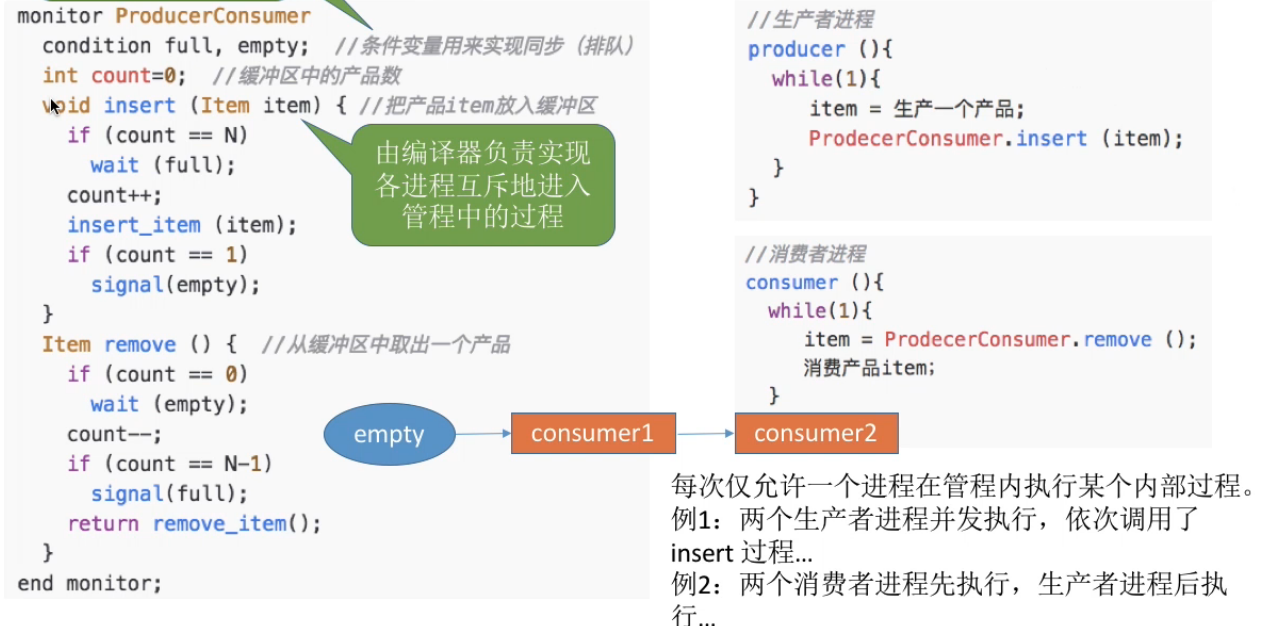 monitor ProducerConsumer
condition full, empty; //条件变量用来实现同步（排队）
int count=0; //缓冲区中的产品数
void insert (Item item) { //把产品item放入缓冲区
if (count == N)
wait (full);
count++;
insert_item (item);
if (count == 1)
signal(empty);
}
Item remove () { //从缓冲区中取出一个产品
if (count == 0)
wait (empty);
count--;
if (count == N-1)
signal(full);
return remove_item();
}
end monitor;
由编译器负责实现
各进程互斥地进入
管程中的过程
//生产者进程
producer (){
while(1){
item = 生产一个产品;
ProdecerConsumer.insert (item);
}
}
//消费者进程
consumer (){
while(1){
item = ProdecerConsumer.remove ();
消费产品item;
}
empty
consumer1
consumer2
每次仅允许一个进程在管程内执行某个内部过程。
例1：两个生产者进程并发执行，依次调用了
insert 过程…
例2：两个消费者进程先执行，生产者进程后执
行…